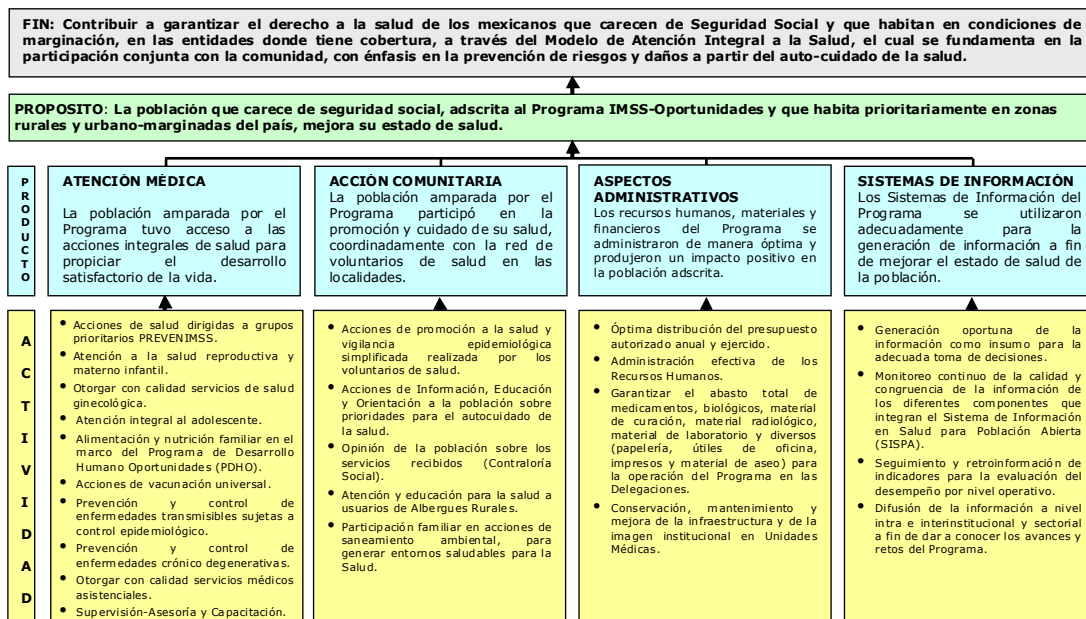 FIN: Contribuir a garantizar el derecho a la salud de los mexicanos que carecen de Seguridad Social y que habitan en condiciones de
marginación, en las entidades donde tiene cobertura, a través del Modelo de Atención Integral a la Salud, el cual se fundamenta en la
participación conjunta con la comunidad, con énfasis en la prevención de riesgos y daños a partir del auto-cuidado de la salud.
PROPOSITO: La población que carece de seguridad social, adscrita al Programa IMSS-Oportunidades y que habita prioritariamente en zonas
rurales y urbano-marginadas del país, mejora su estado de salud.
P
R
O
D
U
C
T
O
ATENCIÓN MÉDICA
La población amparada por el
Programa tuvo acceso a las
acciones integrales de salud para
propiciar el desarrollo
satisfactorio de la vida.
ACCIÓN COMUNITARIA
La población amparada por el
Programa participó en la
promoción y cuidado de su salud,
coordinadamente con la red de
voluntarios de salud en las
localidades.
ASPECTOS
ADMINISTRATIVOS
Los recursos humanos, materiales y
financieros del Programa se
administraron de manera óptima y
produjeron un impacto positivo en
la población adscrita.
SISTEMAS DE INFORMACIÓN
Los Sistemas de Información del
Programa se utilizaron
adecuadamente para la
generación de información a fin
de mejorar el estado de salud de
la población.
A
C
T
I
V
I
D
A
D
• Acciones de salud dirigidas a grupos
prioritarios PREVENIMSS.
• Atención a la salud reproductiva y
materno infantil.
• Otorgar con calidad servicios de salud
ginecológica.
• Atención integral al adolescente.
• Alimentación y nutrición familiar en el
marco del Programa de Desarrollo
Humano Oportunidades (PDHO).
• Acciones de vacunación universal.
• Prevención y control de
enfermedades transmisibles sujetas a
control epidemiológico.
• Prevención y control de
enfermedades crónico degenerativas.
• Otorgar con calidad servicios médicos
asistenciales.
• Supervisión-Asesoría y Capacitación.
• Acciones de promoción a la salud y
vigilancia epidemiológica
simplificada realizada por los
voluntarios de salud.
• Acciones de Información, Educación
y Orientación a la población sobre
prioridades para el autocuidado de
la salud.
• Opinión de la población sobre los
servicios recibidos (Contraloría
Social).
• Atención y educación para la salud a
usuarios de Albergues Rurales.
• Participación familiar en acciones de
saneamiento ambiental, para
generar entornos saludables para la
Salud.
• Óptima distribución del presupuesto
autorizado anual y ejercido.
• Administración efectiva de los
Recursos Humanos.
• Garantizar el abasto total de
medicamentos, biológicos, material
de curación, material radiológico,
material de laboratorio y diversos
(papelería, útiles de oficina,
impresos y material de aseo) para
la operación del Programa en las
Delegaciones.
• Conservación, mantenimiento y
mejora de la infraestructura y de la
imagen institucional en Unidades
Médicas.
• Generación oportuna de la
información como insumo para la
adecuada toma de decisiones.
• Monitoreo continuo de la calidad y
congruencia de la información de
los diferentes componentes que
integran el Sistema de Información
en Salud para Población Abierta
(SISPA).
• Seguimiento y retroinformación de
indicadores para la evaluación del
desempeño por nivel operativo.
• Difusión de la información a nivel
intra e interinstitucional y sectorial
a fin de dar a conocer los avances y
retos del Programa.